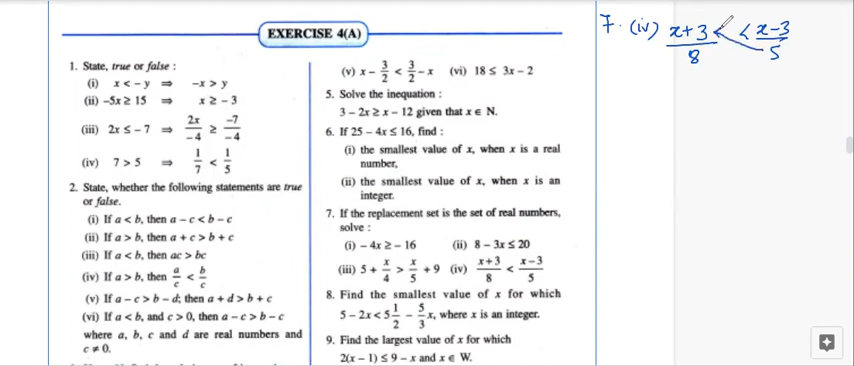 EXERCISE 4(A)
1. State, true or false :
(i) x < – y ⇒ –x > y
(ii) –5x ≥ 15 ⇒ x ≥ – 3
(iii) 2x ≤ – 7 ⇒ 2x/–4 ≥ –7/–4
(iv) 7 > 5 ⇒ 1/7 < 1/5
2. State, whether the following statements are true
or false.
(i) If a < b, then a – c < b – c
(ii) If a > b, then a + c > b + c
(iii) If a < b, then ac > bc
(iv) If a > b, then a/c < b/c
(v) If a – c > b – d; then a + d > b + c
(vi) If a < b, and c > 0, then a – c > b – c
where a, b, c and d are real numbers and
c ≠ 0.
(v) x – 3/2 < 3/2 – x (vi) 18 ≤ 3x – 2
5. Solve the inequation :
3 – 2x ≥ x – 12 given that x ∈ N.
6. If 25 – 4x ≤ 16, find :
(i) the smallest value of x, when x is a real
number,
(ii) the smallest value of x, when x is an
integer.
7. If the replacement set is the set of real numbers,
solve :
(i) – 4x ≥ – 16 (ii) 8 – 3x ≤ 20
(iii) 5 + x/4 > x/5 + 9 (iv) x+3/8 < x–3/5
8. Find the smallest value of x for which
5 – 2x < 5 1/2 – 5/3 x, where x is an integer.
9. Find the largest value of x for which
2(x – 1) ≤ 9 – x and x ∈ W.
7. (iv) x+3/8 < < x–3/5